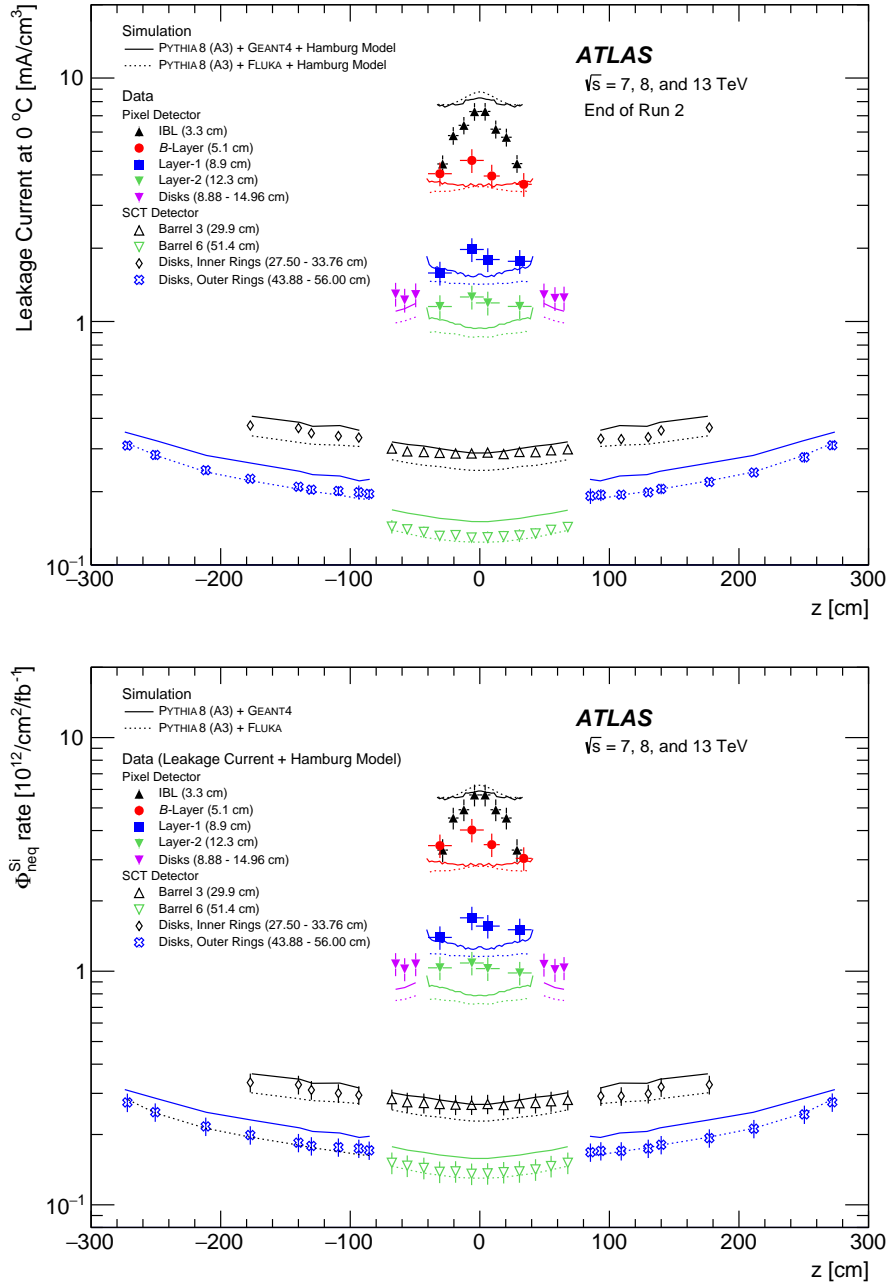 Leakage Current at 0 °C [mA/cm³]
Simulation
PYTHIA 8 (A3) + GEANT4 + Hamburg Model
PYTHIA 8 (A3) + FLUKA + Hamburg Model
Data
Pixel Detector
IBL (3.3 cm)
B-Layer (5.1 cm)
Layer-1 (8.9 cm)
Layer-2 (12.3 cm)
Disks (8.88 - 14.96 cm)
SCT Detector
Barrel 3 (29.9 cm)
Barrel 6 (51.4 cm)
Disks, Inner Rings (27.50 - 33.76 cm)
Disks, Outer Rings (43.88 - 56.00 cm)
ATLAS
√s = 7, 8, and 13 TeV
End of Run 2
10
1
10⁻¹
−300 −200 −100 0 100 200 300
z [cm]
Φ_neq^Si rate [10¹²/cm²/fb⁻¹]
Simulation
PYTHIA 8 (A3) + GEANT4
PYTHIA 8 (A3) + FLUKA
Data (Leakage Current + Hamburg Model)
Pixel Detector
IBL (3.3 cm)
B-Layer (5.1 cm)
Layer-1 (8.9 cm)
Layer-2 (12.3 cm)
Disks (8.88 - 14.96 cm)
SCT Detector
Barrel 3 (29.9 cm)
Barrel 6 (51.4 cm)
Disks, Inner Rings (27.50 - 33.76 cm)
Disks, Outer Rings (43.88 - 56.00 cm)
ATLAS
√s = 7, 8, and 13 TeV
10
1
10⁻¹
−300 −200 −100 0 100 200 300
z [cm]